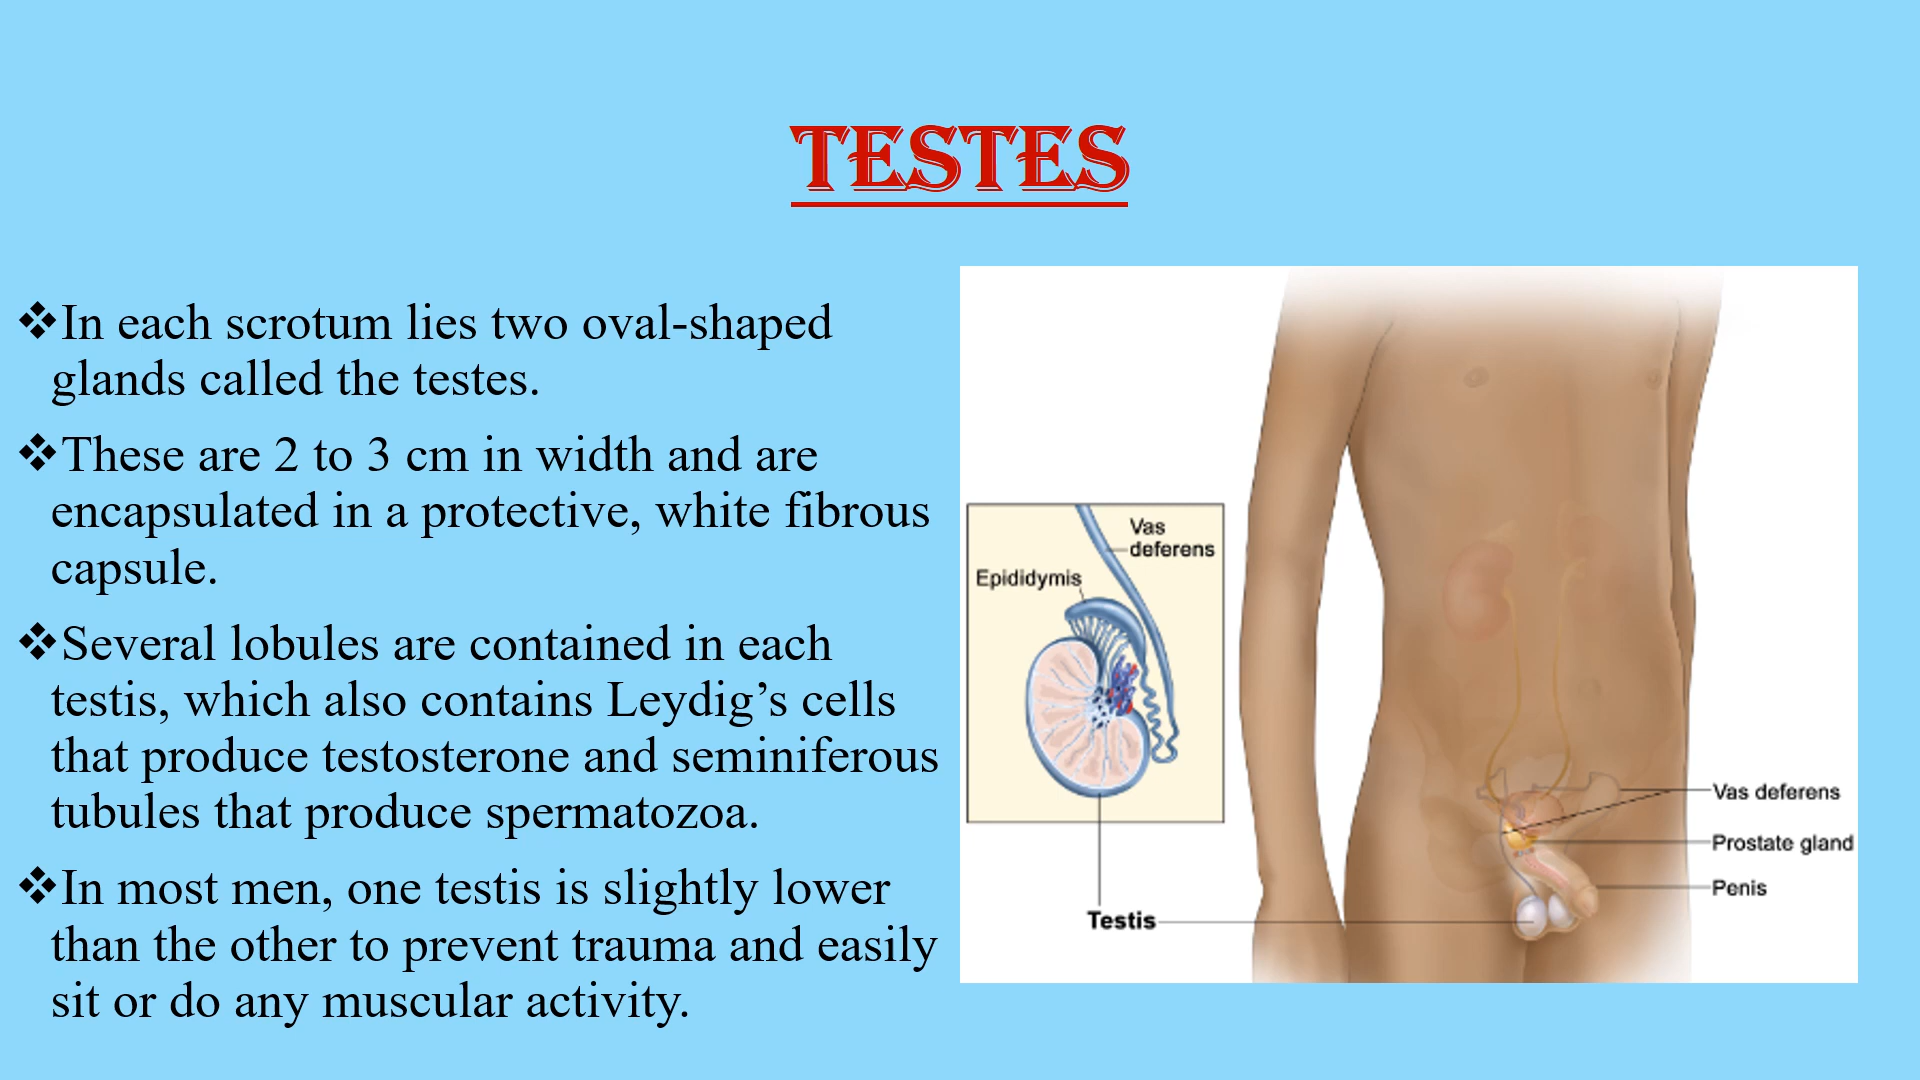 TESTES
❖In each scrotum lies two oval-shaped
glands called the testes.
❖These are 2 to 3 cm in width and are
encapsulated in a protective, white fibrous
capsule.
❖Several lobules are contained in each
testis, which also contains Leydig’s cells
that produce testosterone and seminiferous
tubules that produce spermatozoa.
❖In most men, one testis is slightly lower
than the other to prevent trauma and easily
sit or do any muscular activity.
Vas
deferens
Epididymis
Testis
Vas deferens
Prostate gland
Penis